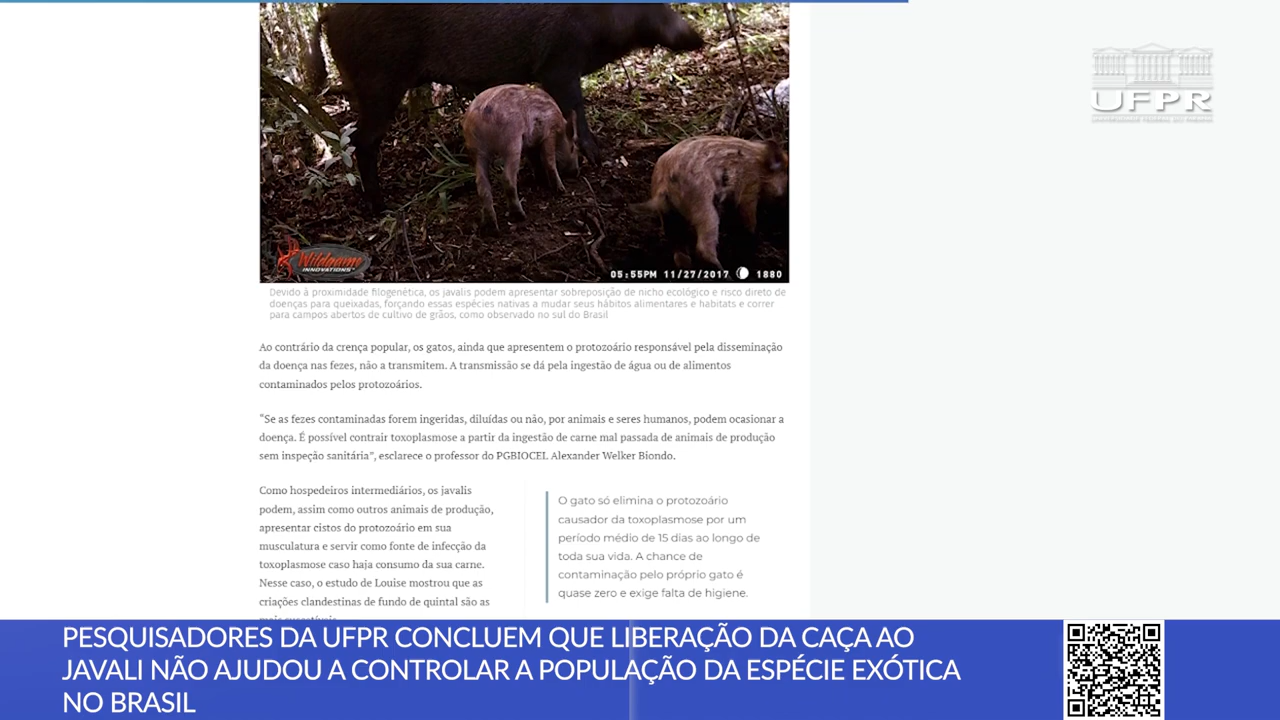 UFPR
UNIVERSIDADE FEDERAL DO PARANÁ
Wildgame
INNOVATIONS
05:55PM 11/27/2017 1880
Devido à proximidade filogenética, os javalis podem apresentar sobreposição de nicho ecológico e risco direto de
doenças para queixadas, forçando essas espécies nativas a mudar seus hábitos alimentares e habitats e correr
para campos abertos de cultivo de grãos, como observado no sul do Brasil
Ao contrário da crença popular, os gatos, ainda que apresentem o protozoário responsável pela disseminação
da doença nas fezes, não a transmitem. A transmissão se dá pela ingestão de água ou de alimentos
contaminados pelos protozoários.
“Se as fezes contaminadas forem ingeridas, diluídas ou não, por animais e seres humanos, podem ocasionar a
doença. É possível contrair toxoplasmose a partir da ingestão de carne mal passada de animais de produção
sem inspeção sanitária”, esclarece o professor do PGBIOCEL Alexander Welker Biondo.
Como hospedeiros intermediários, os javalis
podem, assim como outros animais de produção,
apresentar cistos do protozoário em sua
musculatura e servir como fonte de infecção da
toxoplasmose caso haja consumo da sua carne.
Nesse caso, o estudo de Louise mostrou que as
criações clandestinas de fundo de quintal são as
O gato só elimina o protozoário
causador da toxoplasmose por um
período médio de 15 dias ao longo de
toda sua vida. A chance de
contaminação pelo próprio gato é
quase zero e exige falta de higiene.
PESQUISADORES DA UFPR CONCLUEM QUE LIBERAÇÃO DA CAÇA AO
JAVALI NÃO AJUDOU A CONTROLAR A POPULAÇÃO DA ESPÉCIE EXÓTICA
NO BRASIL